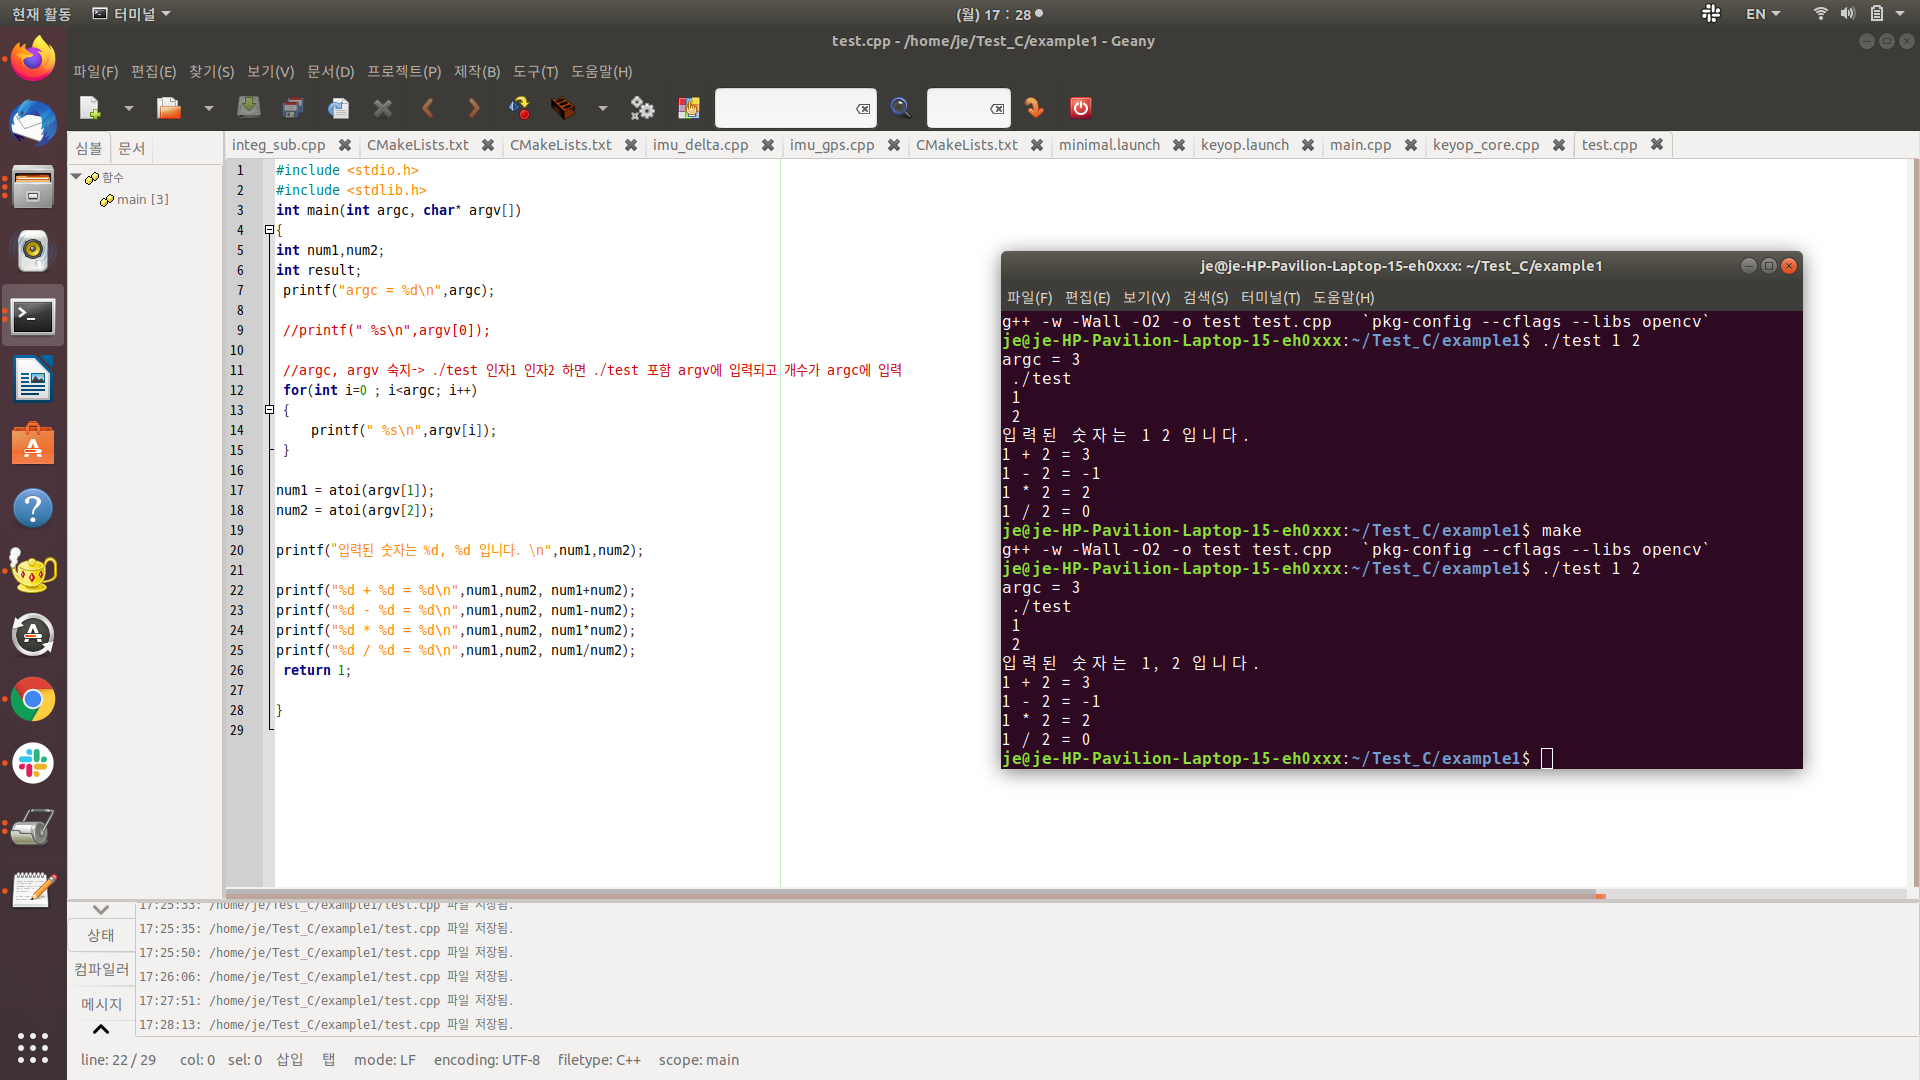 현재 활동
터미널
(월) 17 : 28
EN
test.cpp - /home/je/Test_C/example1 - Geany
파일(F) 편집(E) 찾기(S) 보기(V) 문서(D) 프로젝트(P) 제작(B) 도구(T) 도움말(H)
심볼 문서
integ_sub.cpp CMakeLists.txt CMakeLists.txt imu_delta.cpp imu_gps.cpp CMakeLists.txt minimal.launch keyop.launch main.cpp keyop_core.cpp test.cpp
함수
main [3]
1 #include <stdio.h>
2 #include <stdlib.h>
3 int main(int argc, char* argv[])
4 {
5 int num1,num2;
6 int result;
7 printf("argc = %d\n",argc);
8
9 //printf(" %s\n",argv[0]);
10
11 //argc, argv 숙지-> ./test 인자1 인자2 하면 ./test 포함 argv에 입력되고 개수가 argc에 입력
12 for(int i=0 ; i<argc; i++)
13 {
14 printf(" %s\n",argv[i]);
15 }
16
17 num1 = atoi(argv[1]);
18 num2 = atoi(argv[2]);
19
20 printf("입력된 숫자는 %d, %d 입니다. \n",num1,num2);
21
22 printf("%d + %d = %d\n",num1,num2, num1+num2);
23 printf("%d - %d = %d\n",num1,num2, num1-num2);
24 printf("%d * %d = %d\n",num1,num2, num1*num2);
25 printf("%d / %d = %d\n",num1,num2, num1/num2);
26 return 1;
27
28 }
29
je@je-HP-Pavilion-Laptop-15-eh0xxx: ~/Test_C/example1
파일(F) 편집(E) 보기(V) 검색(S) 터미널(T) 도움말(H)
g++ -w -Wall -O2 -o test test.cpp `pkg-config --cflags --libs opencv`
je@je-HP-Pavilion-Laptop-15-eh0xxx:~/Test_C/example1$ ./test 1 2
argc = 3
./test
1
2
입력된 숫자는 1 2 입니다.
1 + 2 = 3
1 - 2 = -1
1 * 2 = 2
1 / 2 = 0
je@je-HP-Pavilion-Laptop-15-eh0xxx:~/Test_C/example1$ make
g++ -w -Wall -O2 -o test test.cpp `pkg-config --cflags --libs opencv`
je@je-HP-Pavilion-Laptop-15-eh0xxx:~/Test_C/example1$ ./test 1 2
argc = 3
./test
1
2
입력된 숫자는 1, 2 입니다.
1 + 2 = 3
1 - 2 = -1
1 * 2 = 2
1 / 2 = 0
je@je-HP-Pavilion-Laptop-15-eh0xxx:~/Test_C/example1$
상태
컴파일러
메시지
17:25:33: /home/je/Test_C/example1/test.cpp 파일 저장됨.
17:25:35: /home/je/Test_C/example1/test.cpp 파일 저장됨.
17:25:50: /home/je/Test_C/example1/test.cpp 파일 저장됨.
17:26:06: /home/je/Test_C/example1/test.cpp 파일 저장됨.
17:27:51: /home/je/Test_C/example1/test.cpp 파일 저장됨.
17:28:13: /home/je/Test_C/example1/test.cpp 파일 저장됨.
line: 22 / 29 col: 0 sel: 0 삽입 탭 mode: LF encoding: UTF-8 filetype: C++ scope: main